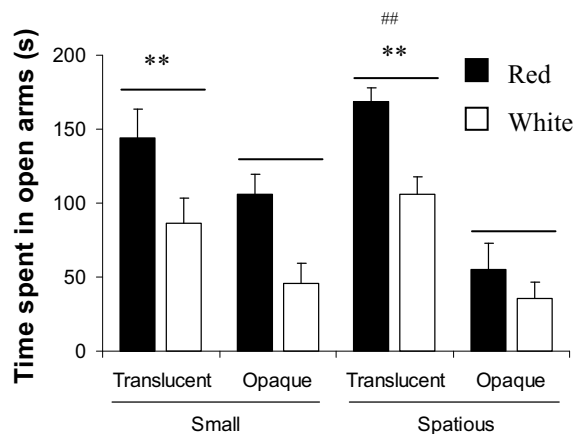 Time spent in open arms (s)
200
150
100
50
0
**
##
**
Red
White
Translucent Opaque Translucent Opaque
Small Spatious